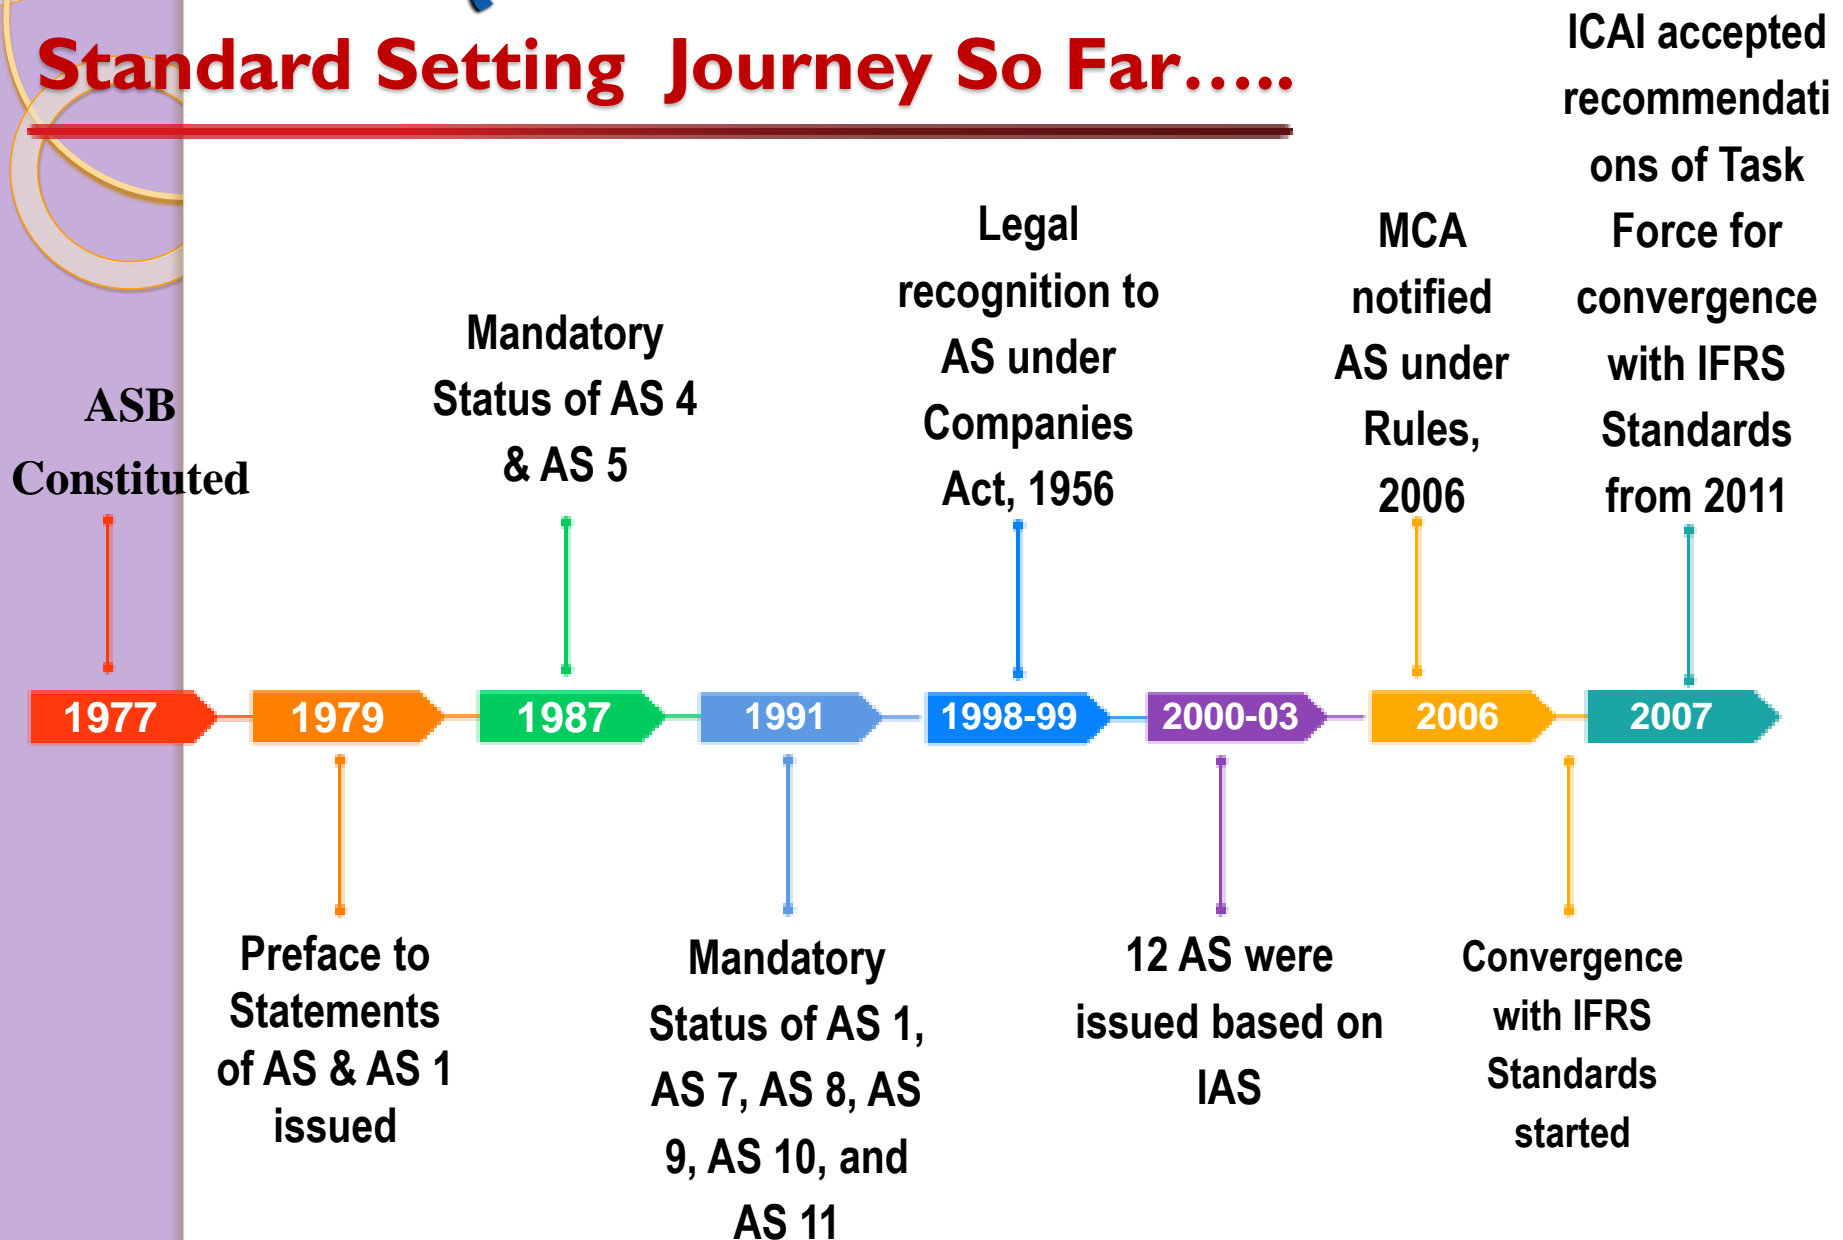 Standard Setting Journey So Far…..
ASB
Constituted
Mandatory
Status of AS 4
& AS 5
Legal
recognition to
AS under
Companies
Act, 1956
MCA
notified
AS under
Rules,
2006
ICAI accepted
recommendati
ons of Task
Force for
convergence
with IFRS
Standards
from 2011
1977
1979
1987
1991
1998-99
2000-03
2006
2007
Preface to
Statements
of AS & AS 1
issued
Mandatory
Status of AS 1,
AS 7, AS 8, AS
9, AS 10, and
AS 11
12 AS were
issued based on
IAS
Convergence
with IFRS
Standards
started